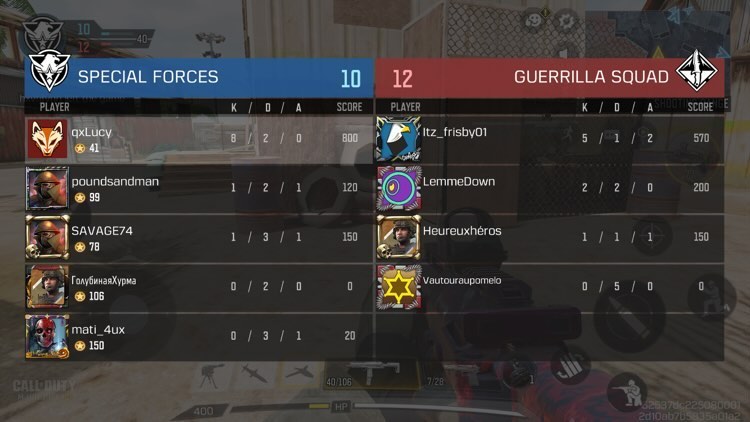 10
12
40
SPECIAL FORCES 10
12 GUERRILLA SQUAD
PLAYER K / D / A SCORE
PLAYER K / D / A SCORE
qxLucy 8 / 2 / 0 800
41
poundsandman 1 / 2 / 1 120
99
SAVAGE74 1 / 3 / 1 150
78
ГолубинаяХурма 0 / 2 / 0 0
106
mati_4ux 0 / 3 / 1 20
150
Itz_frisby01 5 / 1 / 2 570
LemmeDown 2 / 2 / 0 200
Heureuxhéros 1 / 1 / 1 150
Vautouraupomelo 0 / 5 / 0 0
CALL OF DUTY
40/106
7/28
1
400 HP